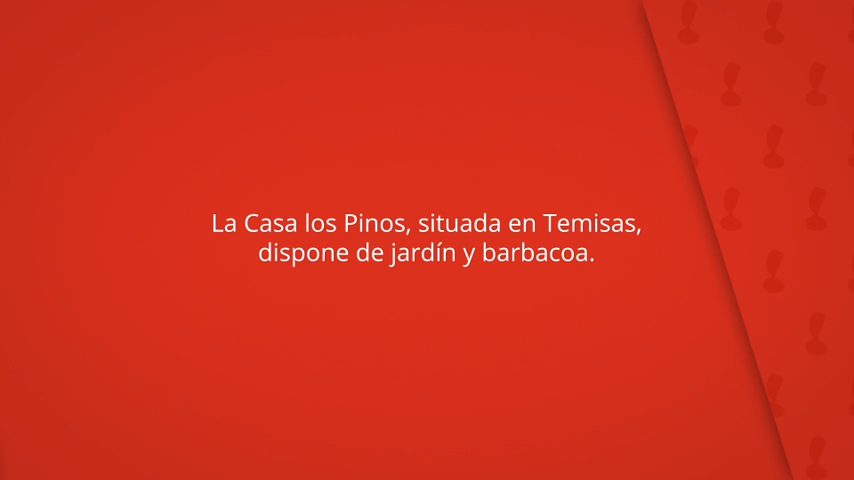 La Casa los Pinos, situada en Temisas,
dispone de jardín y barbacoa.